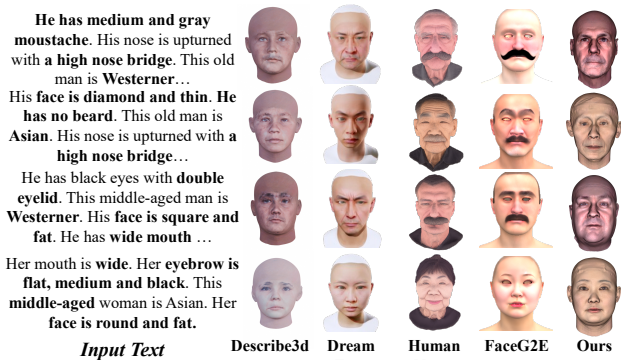 He has medium and gray
moustache. His nose is upturned
with a high nose bridge. This old
man is Westerner…
His face is diamond and thin. He
has no beard. This old man is
Asian. His nose is upturned with a
high nose bridge…
He has black eyes with double
eyelid. This middle-aged man is
Westerner. His face is square and
fat. He has wide mouth …
Her mouth is wide. Her eyebrow is
flat, medium and black. This
middle-aged woman is Asian. Her
face is round and fat.
Input Text Describe3d Dream Human FaceG2E Ours